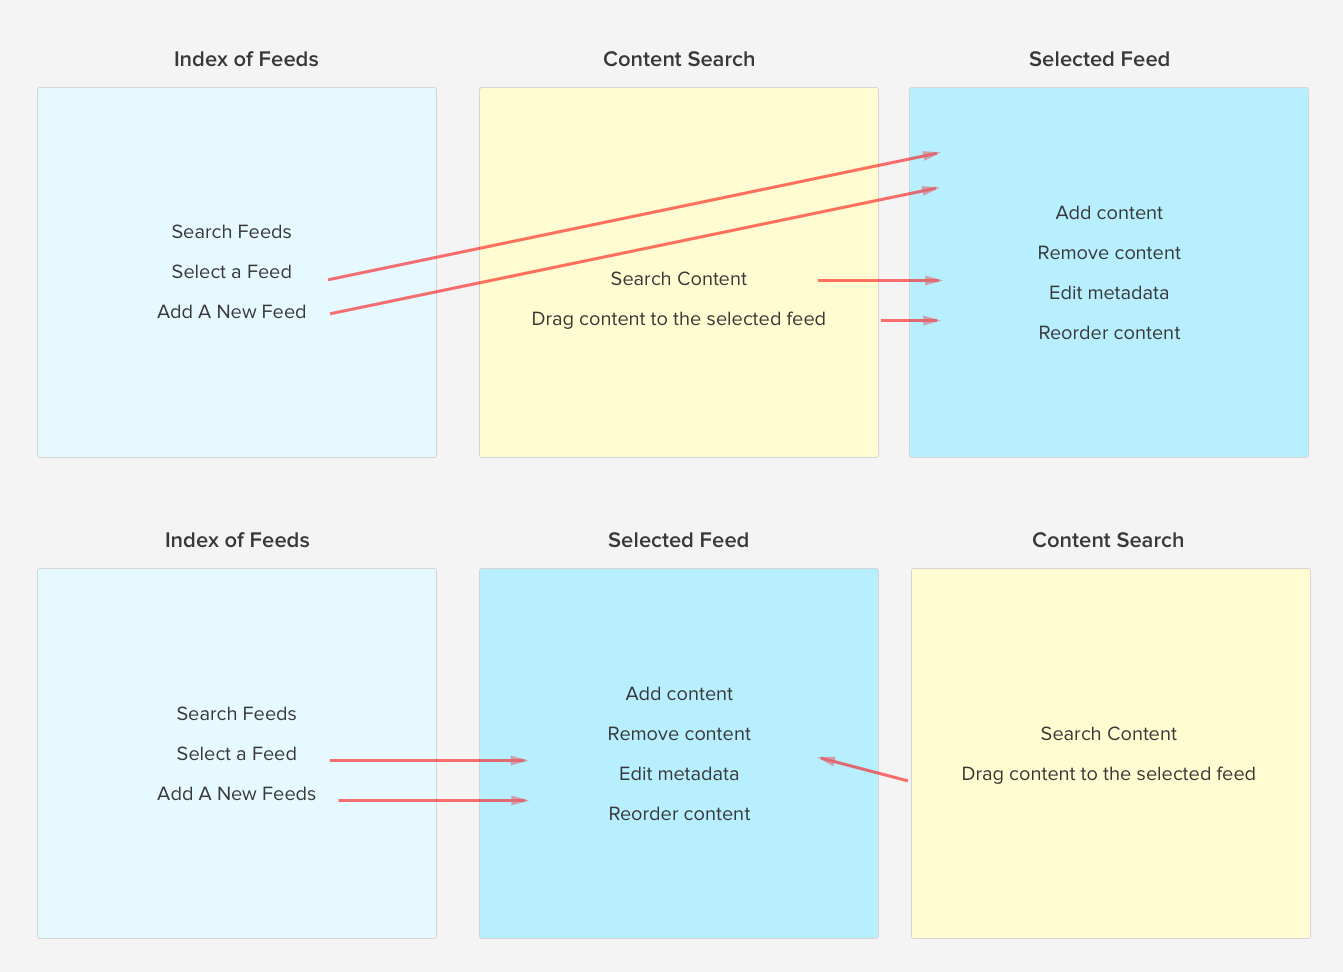 Index of Feeds
Content Search
Selected Feed
Search Feeds
Select a Feed
Add A New Feed
Search Content
Drag content to the selected feed
Add content
Remove content
Edit metadata
Reorder content
Index of Feeds
Selected Feed
Content Search
Search Feeds
Select a Feed
Add A New Feeds
Add content
Remove content
Edit metadata
Reorder content
Search Content
Drag content to the selected feed